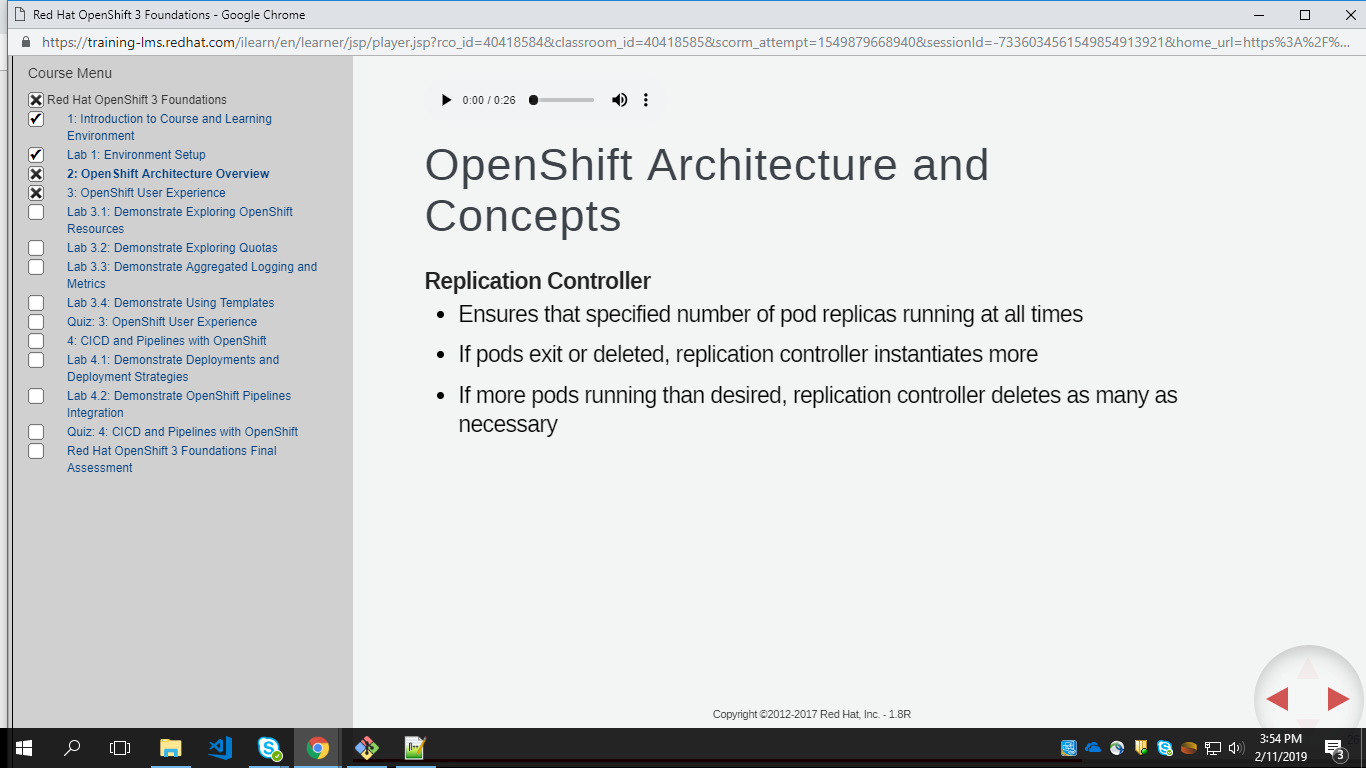 Red Hat OpenShift 3 Foundations - Google Chrome
https://training-lms.redhat.com/ilearn/en/learner/jsp/player.jsp?rco_id=40418584&classroom_id=40418585&scorm_attempt=1549879668940&sessionId=-7336034561549854913921&home_url=https%3A%2F%...
Course Menu
Red Hat OpenShift 3 Foundations
1: Introduction to Course and Learning
Environment
Lab 1: Environment Setup
2: OpenShift Architecture Overview
3: OpenShift User Experience
Lab 3.1: Demonstrate Exploring OpenShift
Resources
Lab 3.2: Demonstrate Exploring Quotas
Lab 3.3: Demonstrate Aggregated Logging and
Metrics
Lab 3.4: Demonstrate Using Templates
Quiz: 3: OpenShift User Experience
4: CICD and Pipelines with OpenShift
Lab 4.1: Demonstrate Deployments and
Deployment Strategies
Lab 4.2: Demonstrate OpenShift Pipelines
Integration
Quiz: 4: CICD and Pipelines with OpenShift
Red Hat OpenShift 3 Foundations Final
Assessment
0:00 / 0:26
OpenShift Architecture and
Concepts
Replication Controller
• Ensures that specified number of pod replicas running at all times
• If pods exit or deleted, replication controller instantiates more
• If more pods running than desired, replication controller deletes as many as
necessary
Copyright ©2012-2017 Red Hat, Inc. - 1.8R
3:54 PM
2/11/2019
3